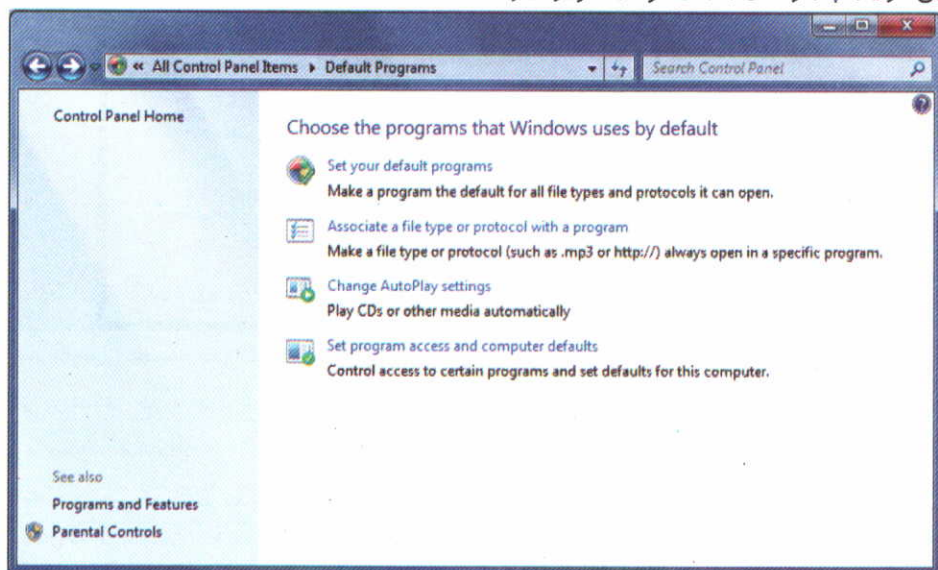 « All Control Panel Items ▸ Default Programs
Search Control Panel
Control Panel Home
Choose the programs that Windows uses by default
Set your default programs
Make a program the default for all file types and protocols it can open.
Associate a file type or protocol with a program
Make a file type or protocol (such as .mp3 or http://) always open in a specific program.
Change AutoPlay settings
Play CDs or other media automatically
Set program access and computer defaults
Control access to certain programs and set defaults for this computer.
See also
Programs and Features
Parental Controls